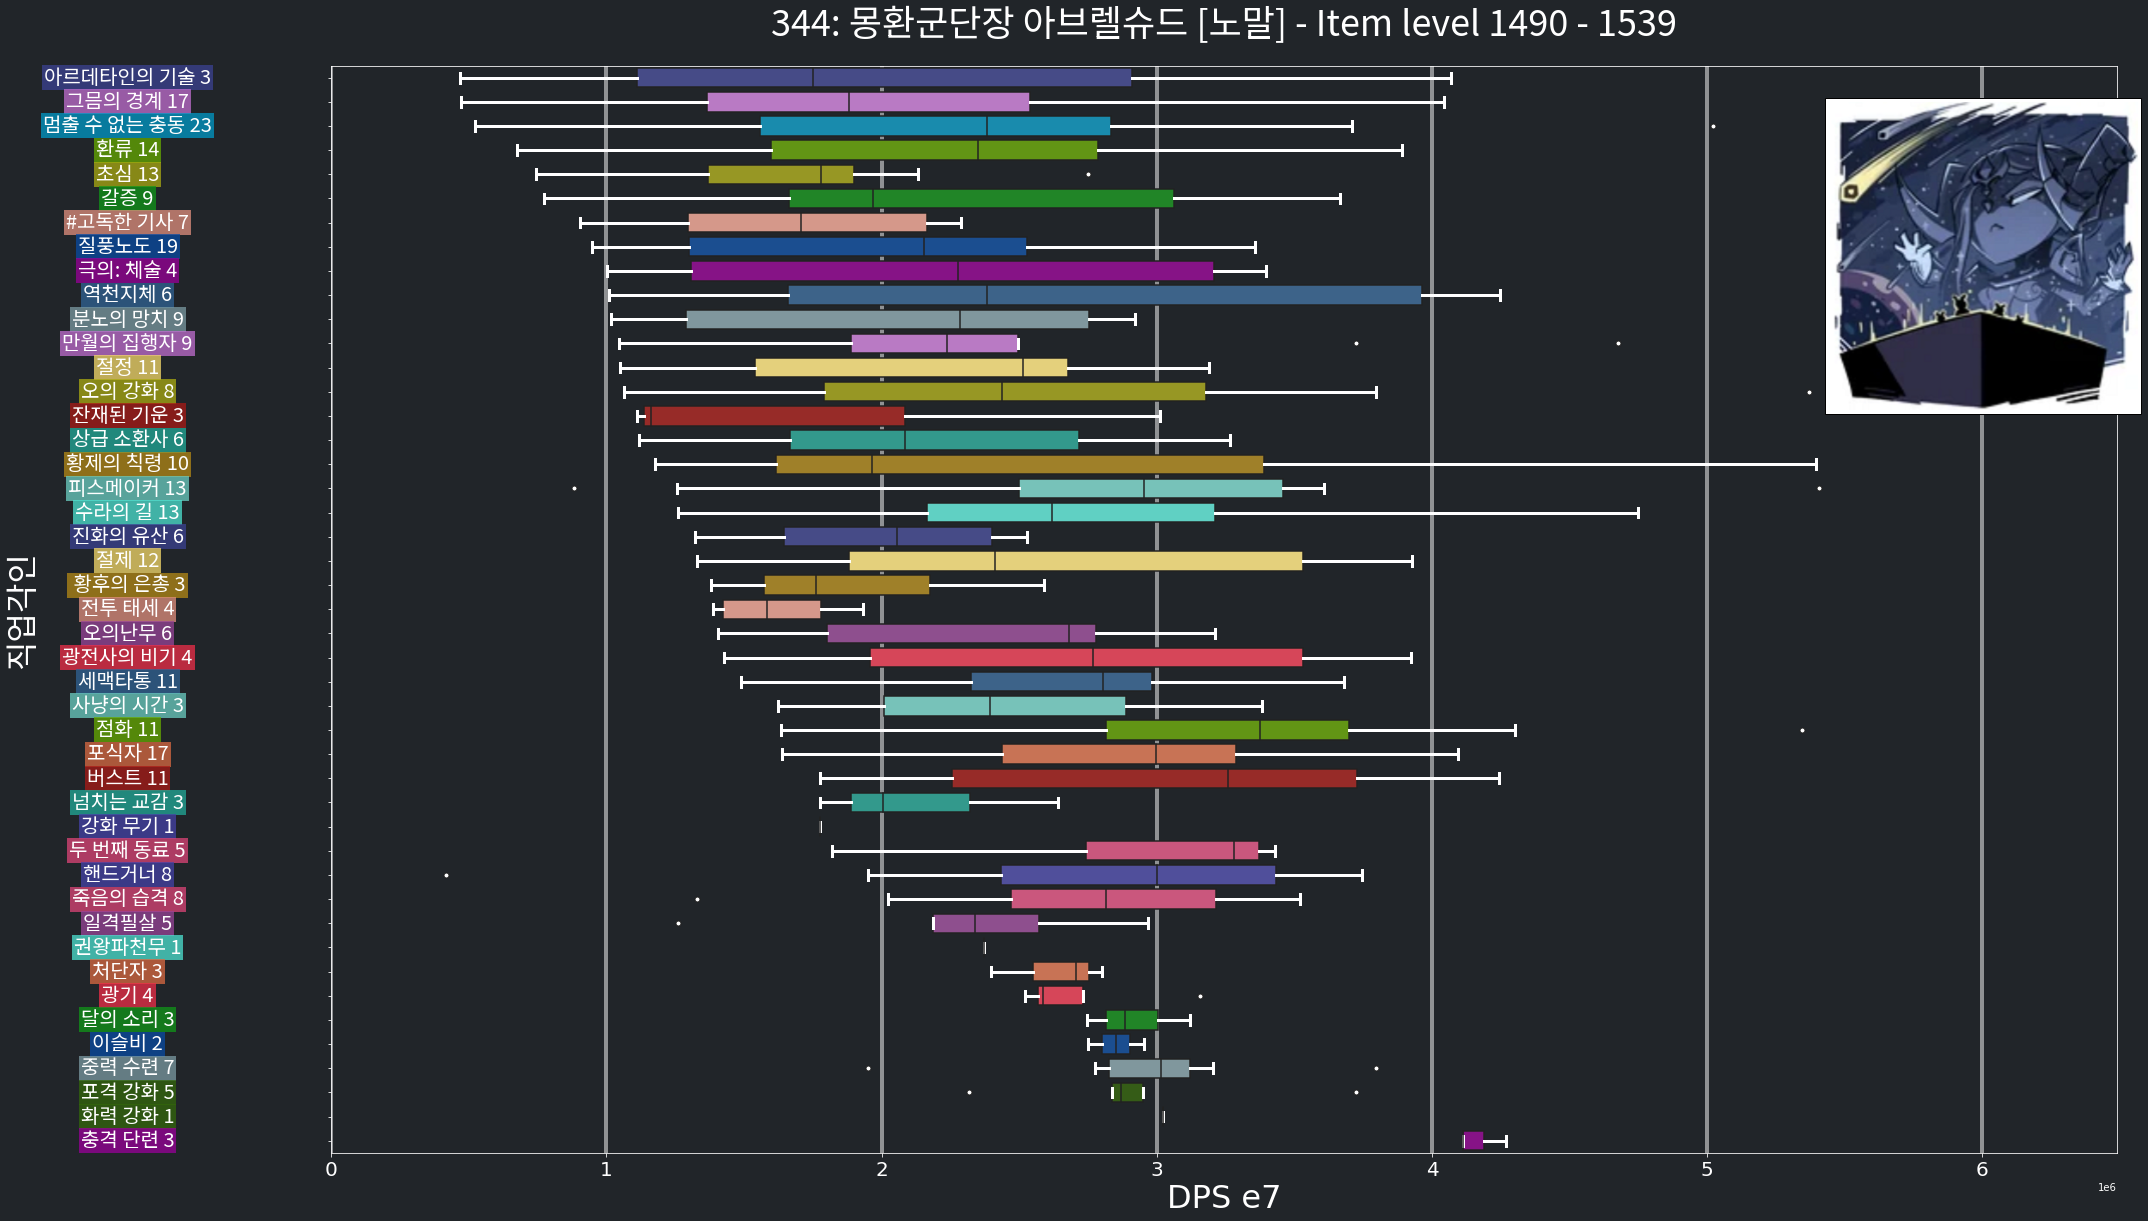 344: 몽환군단장 아브렐슈드 [노말] - Item level 1490 - 1539
직업각인
아르데타인의 기술 3
그믐의 경계 17
멈출 수 없는 충동 23
환류 14
초심 13
갈증 9
#고독한 기사 7
질풍노도 19
극의: 체술 4
역천지체 6
분노의 망치 9
만월의 집행자 9
절정 11
오의 강화 8
잔재된 기운 3
상급 소환사 6
황제의 칙령 10
피스메이커 13
수라의 길 13
진화의 유산 6
절제 12
황후의 은총 3
전투 태세 4
오의난무 6
광전사의 비기 4
세맥타통 11
사냥의 시간 3
점화 11
포식자 17
버스트 11
넘치는 교감 3
강화 무기 1
두 번째 동료 5
핸드거너 8
죽음의 습격 8
일격필살 5
권왕파천무 1
처단자 3
광기 4
달의 소리 3
이슬비 2
중력 수련 7
포격 강화 5
화력 강화 1
충격 단련 3
0 1 2 3 4 5 6
1e6
DPS e7